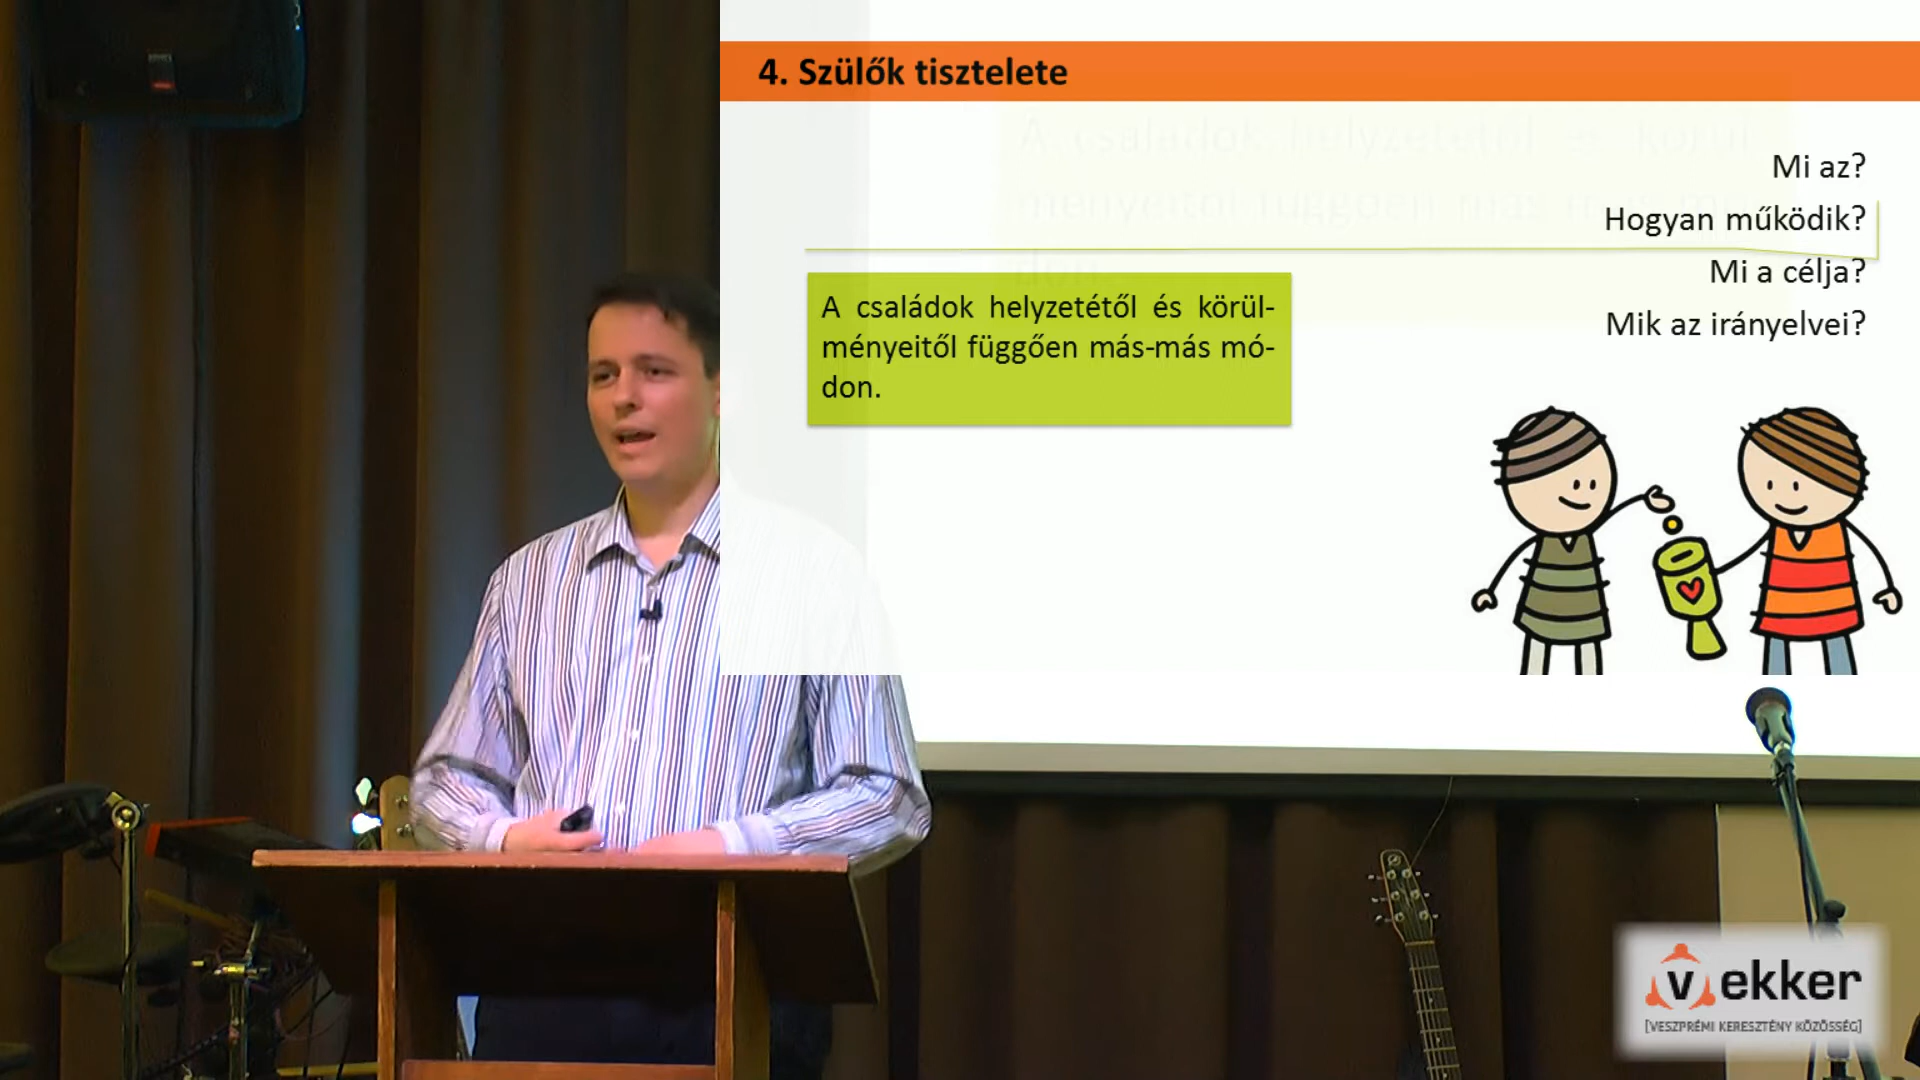 4. Szülők tisztelete
Mi az?
Hogyan működik?
Mi a célja?
Mik az irányelvei?
A családok helyzetétől és körül-
ményeitől függően más-más mó-
don.
vekker
[VESZPRÉMI KERESZTÉNY KÖZÖSSÉG]